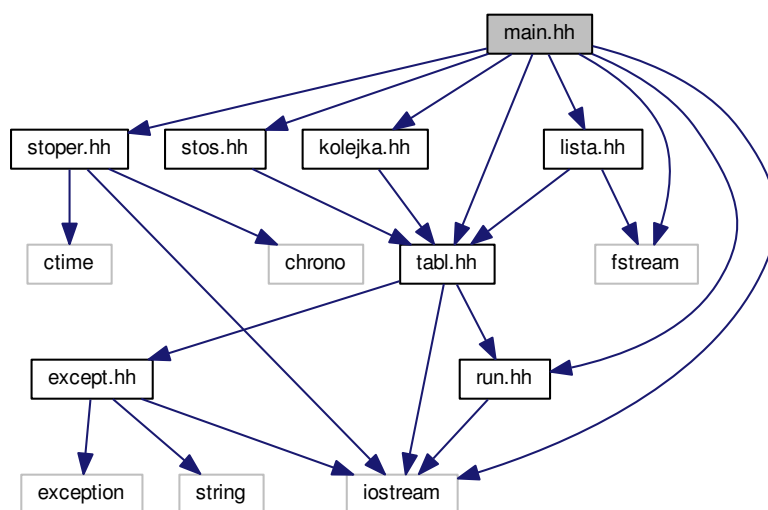 main.hh
stoper.hh
stos.hh
kolejka.hh
lista.hh
ctime
chrono
tabl.hh
fstream
except.hh
run.hh
exception
string
iostream